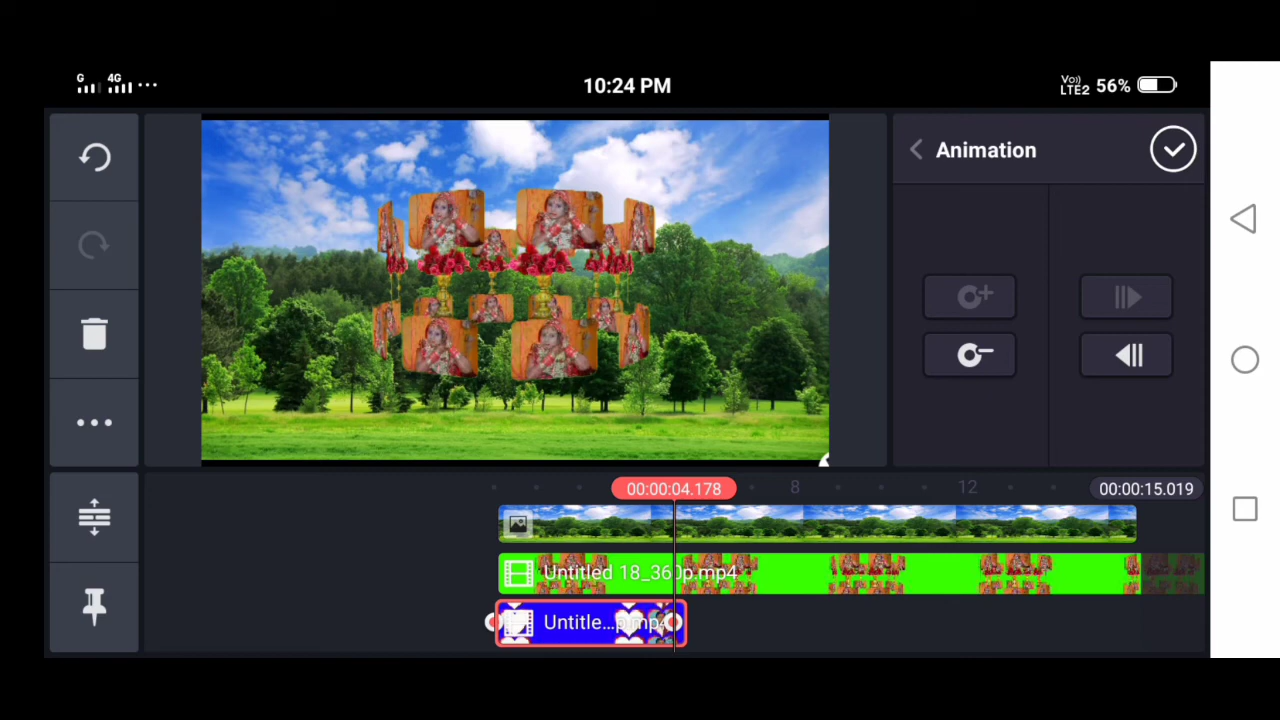 G 4G ... 10:24 PM Vo)) LTE2 56%
Animation
00:00:04.178 8 12 00:00:15.019
Untitled 18_360p.mp4
Untitle...p.mp4